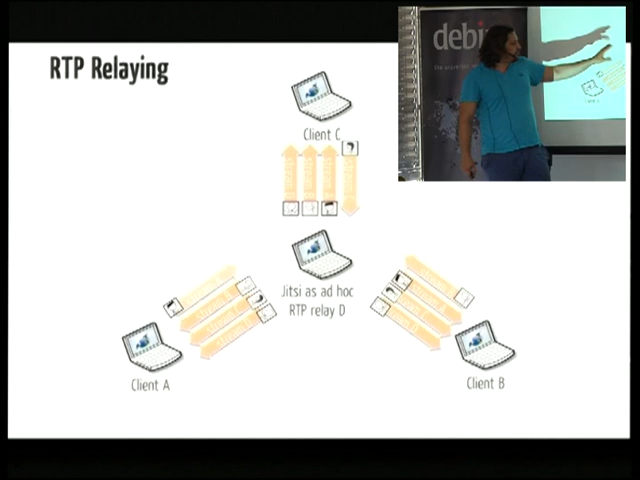 RTP Relaying
debi
Client C
Jitsi as ad hoc
RTP relay D
Client A
Client B